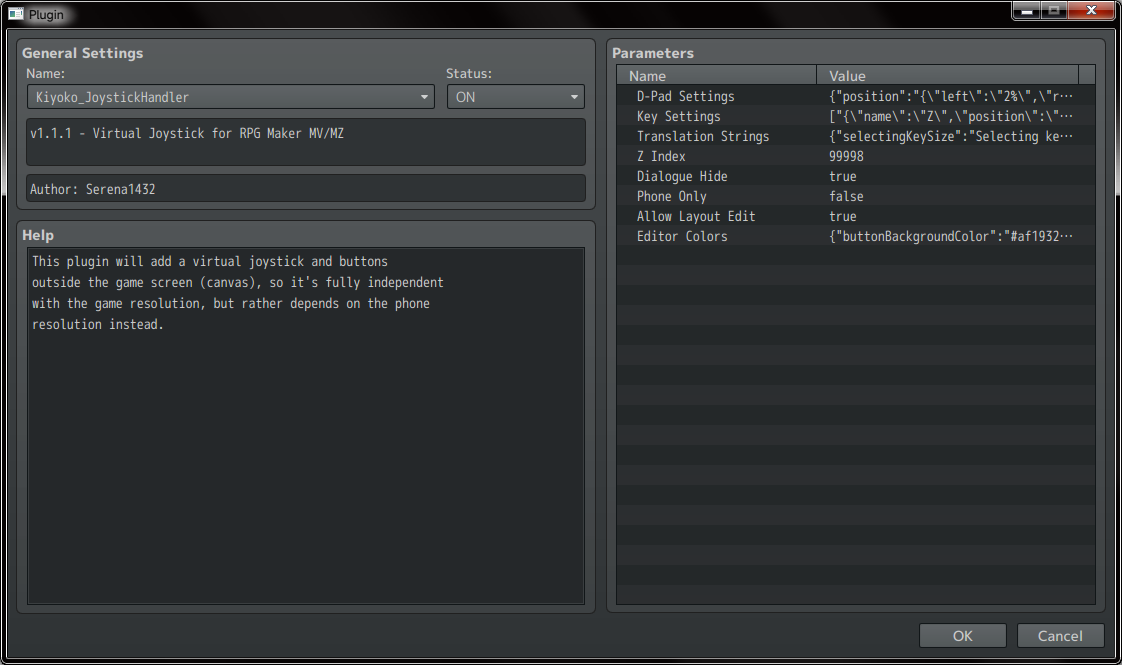 Plugin
General Settings
Name:
Status:
Kiyoko_JoystickHandler
ON
v1.1.1 - Virtual Joystick for RPG Maker MV/MZ
Author: Serena1432
Help
This plugin will add a virtual joystick and buttons
outside the game screen (canvas), so it's fully independent
with the game resolution, but rather depends on the phone
resolution instead.
Parameters
Name Value
D-Pad Settings {"position":"{\"left\":\"2%\",\"r···
Key Settings ["{\"name\":\"Z\",\"position\":\"···
Translation Strings {"selectingKeySize":"Selecting ke···
Z Index 99998
Dialogue Hide true
Phone Only false
Allow Layout Edit true
Editor Colors {"buttonBackgroundColor":"#af1932···
OK Cancel